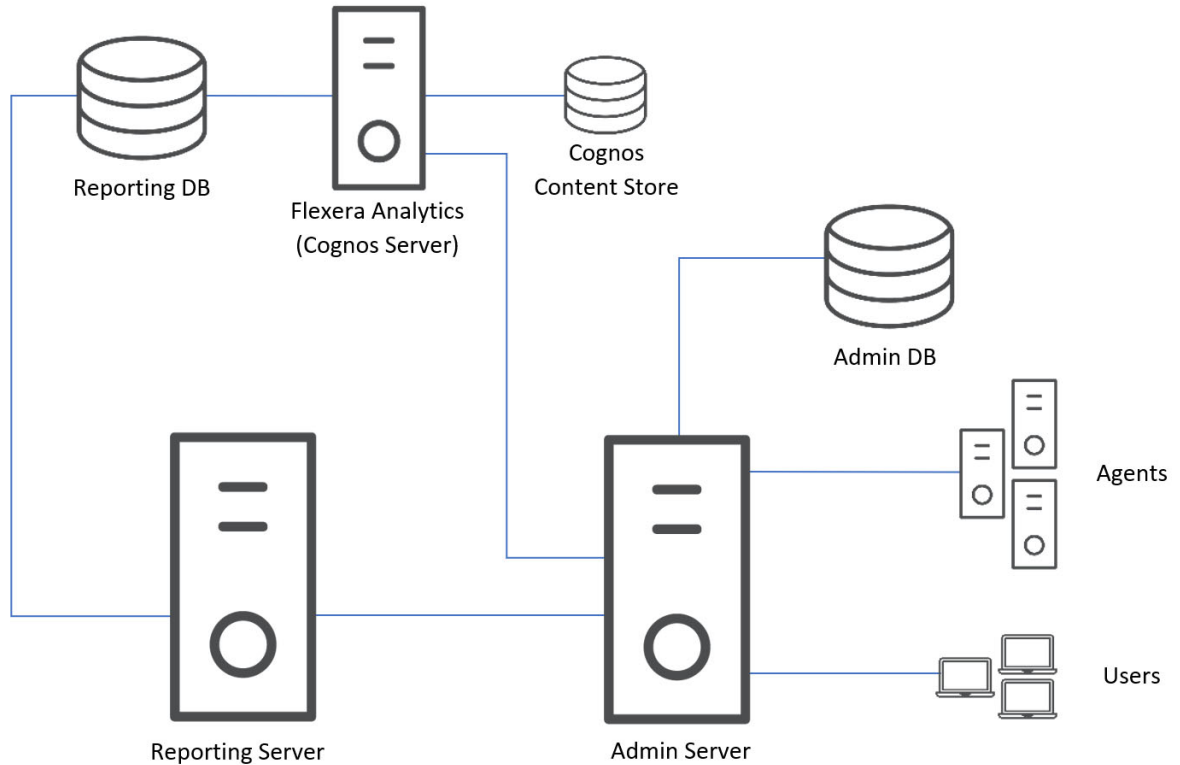 Reporting DB
Flexera Analytics
(Cognos Server)
Cognos
Content Store
Admin DB
Agents
Users
Reporting Server
Admin Server